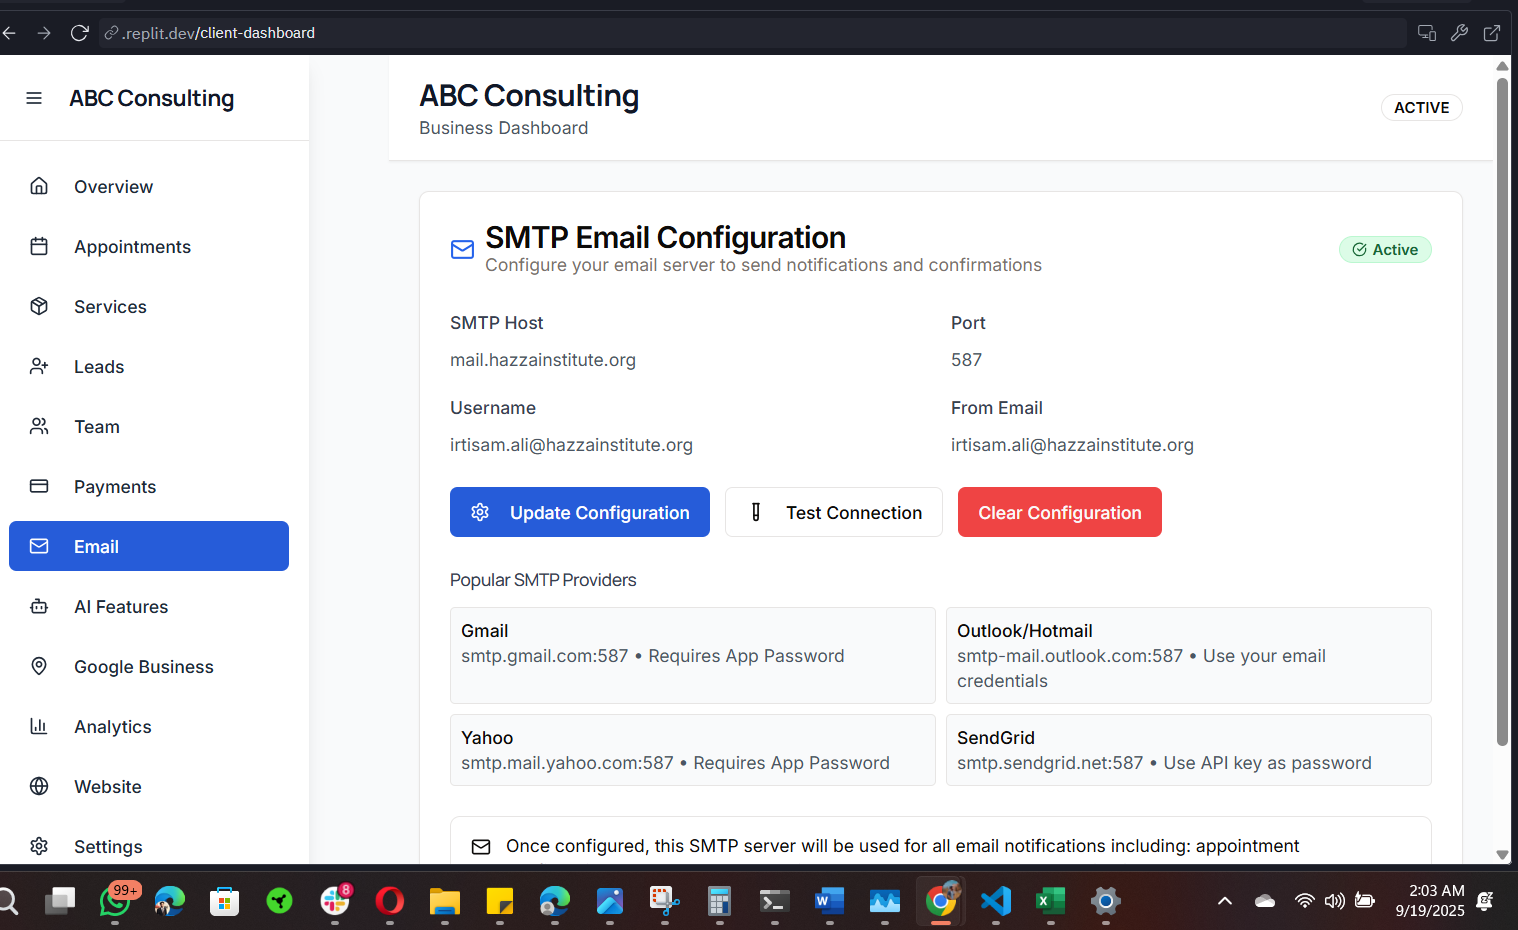 .replit.dev/client-dashboard
ABC Consulting
ABC Consulting
Business Dashboard
ACTIVE
Overview
Appointments
Services
Leads
Team
Payments
Email
AI Features
Google Business
Analytics
Website
Settings
SMTP Email Configuration
Configure your email server to send notifications and confirmations
Active
SMTP Host
Port
mail.hazzainstitute.org
587
Username
From Email
irtisam.ali@hazzainstitute.org
irtisam.ali@hazzainstitute.org
Update Configuration
Test Connection
Clear Configuration
Popular SMTP Providers
Gmail
smtp.gmail.com:587 • Requires App Password
Outlook/Hotmail
smtp-mail.outlook.com:587 • Use your email
credentials
Yahoo
smtp.mail.yahoo.com:587 • Requires App Password
SendGrid
smtp.sendgrid.net:587 • Use API key as password
Once configured, this SMTP server will be used for all email notifications including: appointment
99+
8
2:03 AM
9/19/2025